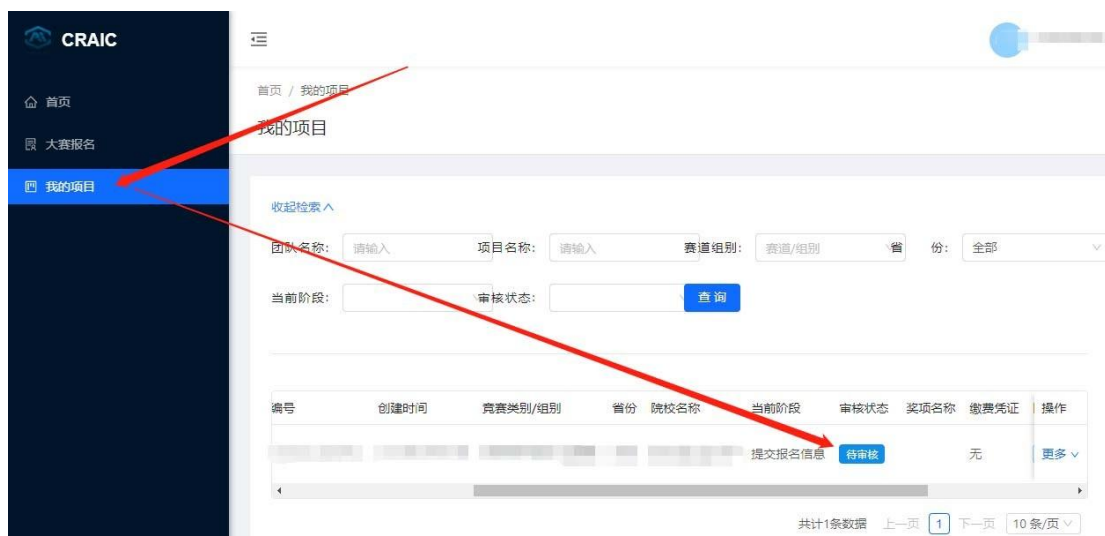 CRAIC
首页
大赛报名
我的项目
首页 / 我的项目
我的项目
收起检索
团队名称: 请输入 项目名称: 请输入 赛道组别: 赛道/组别 省 份: 全部
当前阶段: 审核状态: 查 询
编号 创建时间 竞赛类别/组别 省份 院校名称 当前阶段 审核状态 奖项名称 缴费凭证 操作
提交报名信息 待审核 无 更多
共计1条数据 上一页 1 下一页 10 条/页